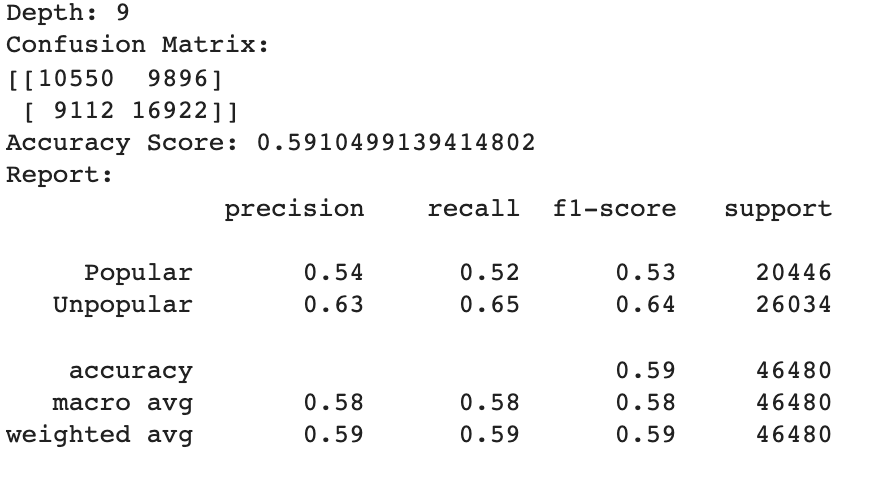 Depth: 9
Confusion Matrix:
[[10550  9896]
 [ 9112 16922]]
Accuracy Score: 0.5910499139414802
Report:
              precision    recall  f1-score   support

     Popular       0.54      0.52      0.53     20446
   Unpopular       0.63      0.65      0.64     26034

    accuracy                           0.59     46480
   macro avg       0.58      0.58      0.58     46480
weighted avg       0.59      0.59      0.59     46480